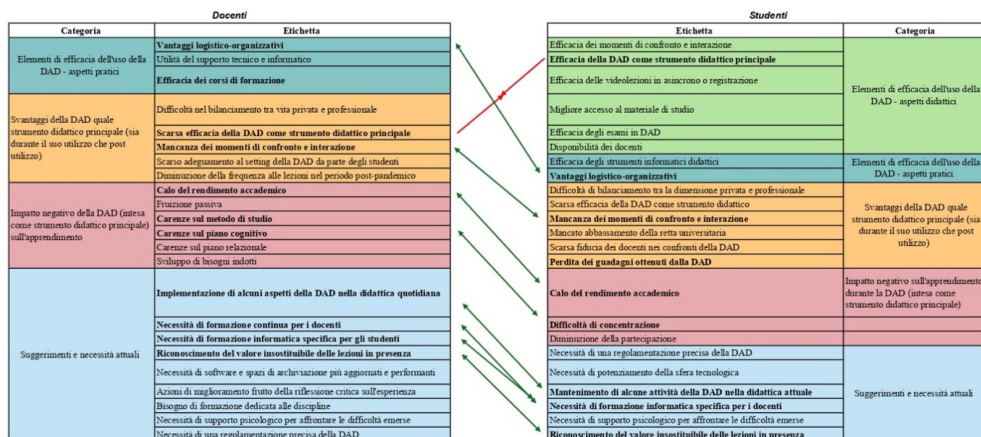 Docenti
Categoria
Etichetta
Elementi di efficacia dell'uso della
DAD - aspetti pratici
Vantaggi logistico-organizzativi
Utilità del supporto tecnico e informatico
Efficacia dei corsi di formazione
Svantaggi della DAD quale
strumento didattico principale (sia
durante il suo utilizzo che post
utilizzo)
Difficoltà nel bilanciamento tra vita privata e professionale
Scarsa efficacia della DAD come strumento didattico principale
Mancanza dei momenti di confronto e interazione
Scarso adeguamento al setting della DAD da parte degli studenti
Diminuzione della frequenza alle lezioni nel periodo post-pandemico
Impatto negativo della DAD (intesa
come strumento didattico principale)
sull'apprendimento
Calo del rendimento accademico
Fruizione passiva
Carenze sul metodo di studio
Carenze sul piano cognitivo
Carenze sul piano relazionale
Sviluppo di bisogni indotti
Suggerimenti e necessità attuali
Implementazione di alcuni aspetti della DAD nella didattica quotidiana
Necessità di formazione continua per i docenti
Necessità di formazione informatica specifica per gli studenti
Riconoscimento del valore insostituibile delle lezioni in presenza
Necessità di software e spazi di archiviazione più aggiornati e performanti
Azioni di miglioramento frutto della riflessione critica sull'esperienza
Bisogno di formazione dedicata alle discipline
Necessità di supporto psicologico per affrontare le difficoltà emerse
Necessità di una regolamentazione precisa della DAD
Studenti
Etichetta
Categoria
Efficacia dei momenti di confronto e interazione
Efficacia della DAD come strumento didattico principale
Efficacia delle videolezioni in asincrono o registrazione
Migliore accesso al materiale di studio
Efficacia degli esami in DAD
Disponibilità dei docenti
Elementi di efficacia dell'uso della
DAD - aspetti didattici
Efficacia degli strumenti informatici didattici
Vantaggi logistico-organizzativi
Elementi di efficacia dell'uso della
DAD - aspetti pratici
Difficoltà di bilanciamento tra la dimensione privata e professionale
Scarsa efficacia della DAD come strumento didattico
Mancanza dei momenti di confronto e interazione
Mancato abbassamento della retta universitaria
Scarsa fiducia dei docenti nei confronti della DAD
Perdita dei guadagni ottenuti dalla DAD
Svantaggi della DAD quale
strumento didattico principale (sia
durante il suo utilizzo che post
utilizzo)
Calo del rendimento accademico
Impatto negativo sull'apprendimento
durante la DAD (intesa come
strumento didattico principale)
Difficoltà di concentrazione
Diminuzione della partecipazione
Necessità di una regolamentazione precisa della DAD
Necessità di potenziamento della sfera tecnologica
Mantenimento di alcune attività della DAD nella didattica attuale
Necessità di formazione informatica specifica per i docenti
Necessità di supporto psicologico per affrontare le difficoltà emerse
Riconoscimento del valore insostituibile delle lezioni in presenza
Suggerimenti e necessità attuali